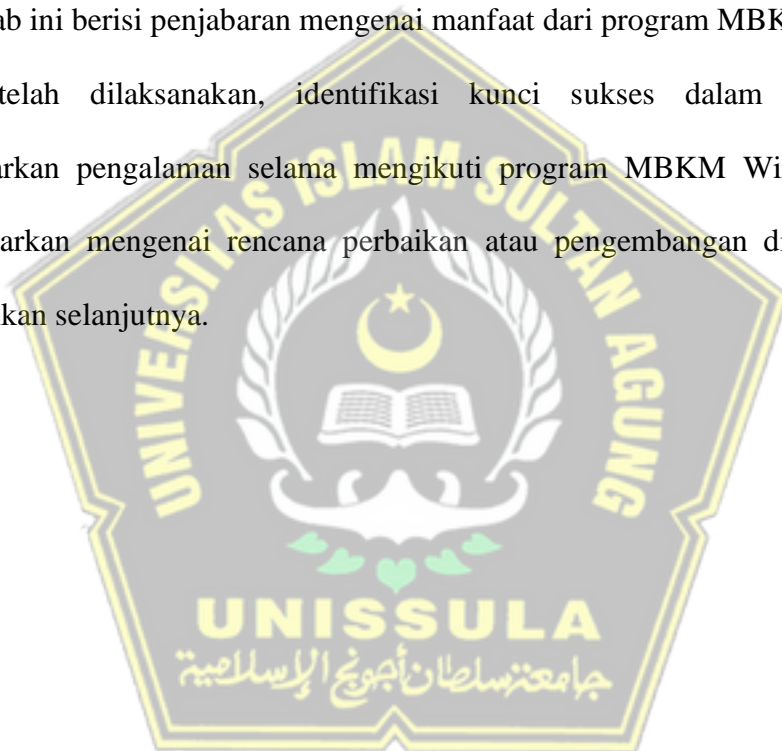 ab ini berisi penjabaran mengenai manfaat dari program MBK
telah dilaksanakan, identifikasi kunci sukses dalam
arkan pengalaman selama mengikuti program MBKM Wi
arkan mengenai rencana perbaikan atau pengembangan di
kan selanjutnya.
UNIVERSITAS ISLAM SULTAN AGUNG
UNISSULA
جامعة سلطان أجونج الإسلامية